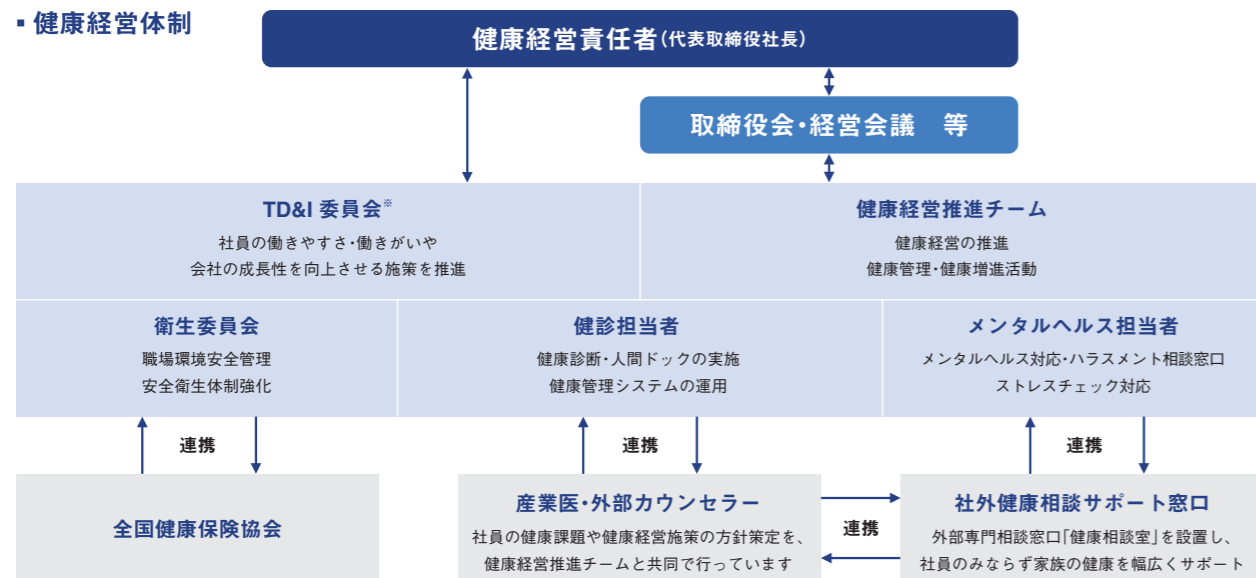 ▪ 健康経営体制
健康経営責任者(代表取締役社長)
取締役会・経営会議　等
TD&I 委員会※
社員の働きやすさ・働きがいや
会社の成長性を向上させる施策を推進
健康経営推進チーム
健康経営の推進
健康管理・健康増進活動
衛生委員会
職場環境安全管理
安全衛生体制強化
健診担当者
健康診断・人間ドックの実施
健康管理システムの運用
メンタルヘルス担当者
メンタルヘルス対応・ハラスメント相談窓口
ストレスチェック対応
連携
連携
連携
全国健康保険協会
産業医・外部カウンセラー
社員の健康課題や健康経営施策の方針策定を、
健康経営推進チームと共同で行っています
連携
社外健康相談サポート窓口
外部専門相談窓口「健康相談室」を設置し、
社員のみならず家族の健康を幅広くサポート